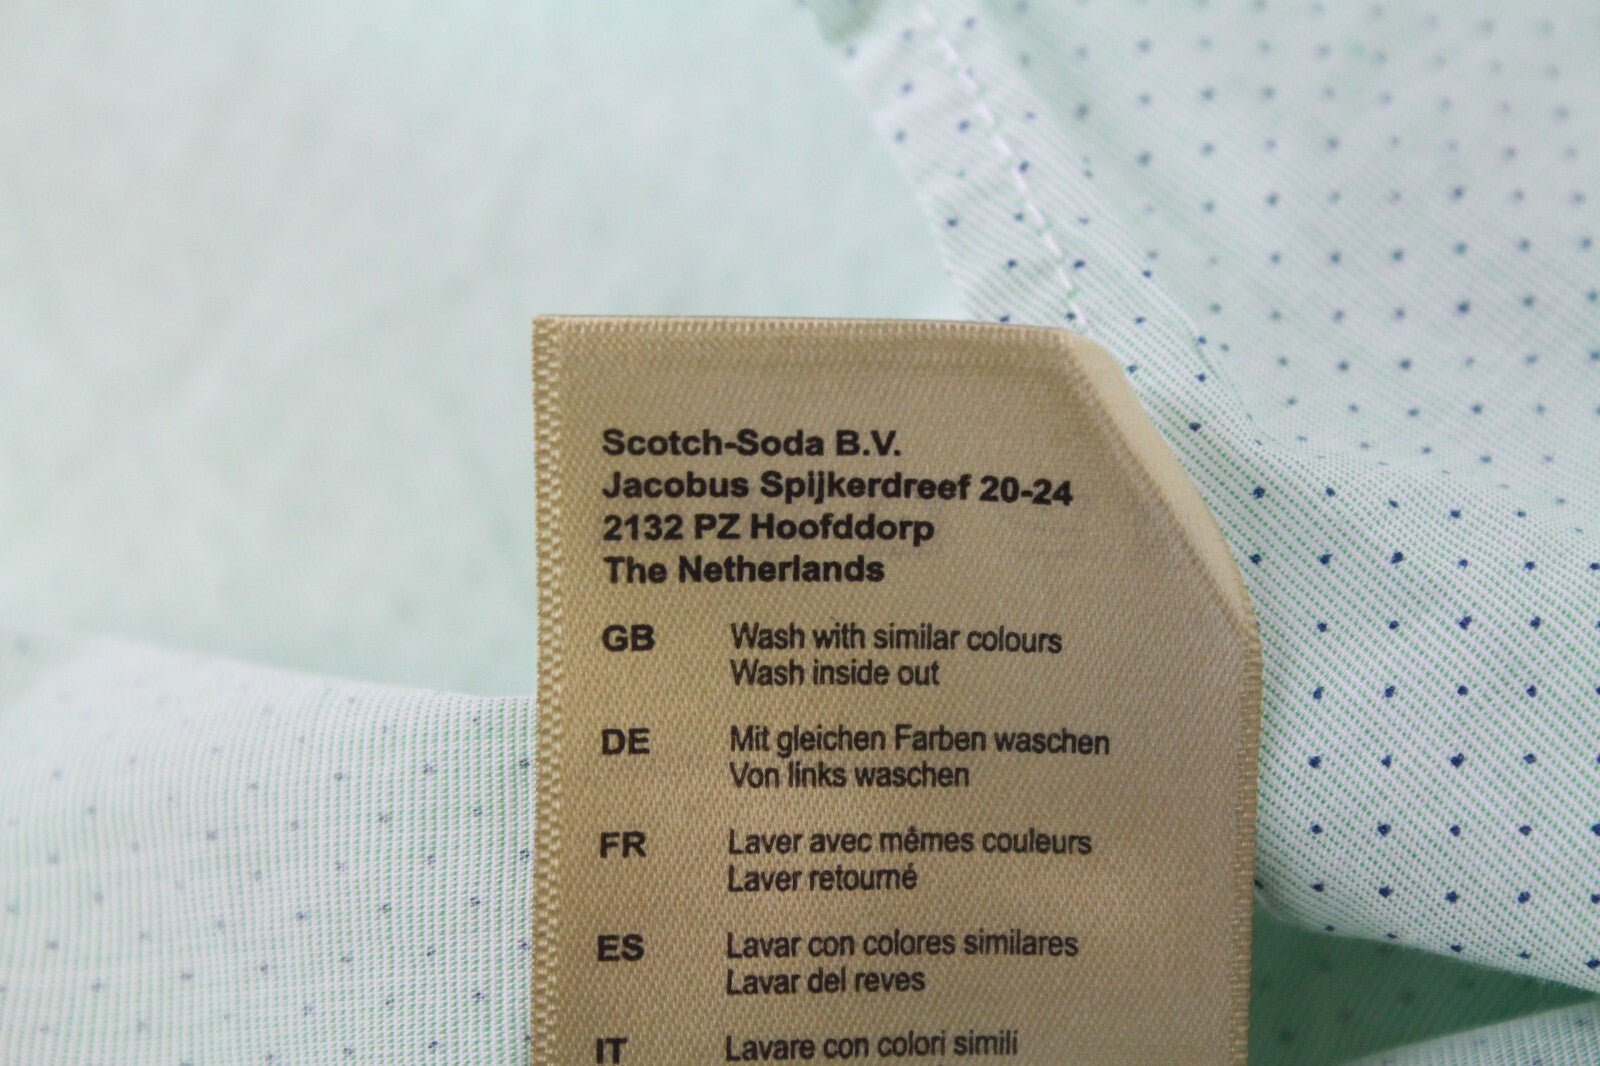 Scotch-Soda B.V.
Jacobus Spijkerdreef 20-24
2132 PZ Hoofddorp
The Netherlands
GB Wash with similar colours
Wash inside out
DE Mit gleichen Farben waschen
Von links waschen
FR Laver avec mêmes couleurs
Laver retourné
ES Lavar con colores similares
Lavar del reves
IT Lavare con colori simili